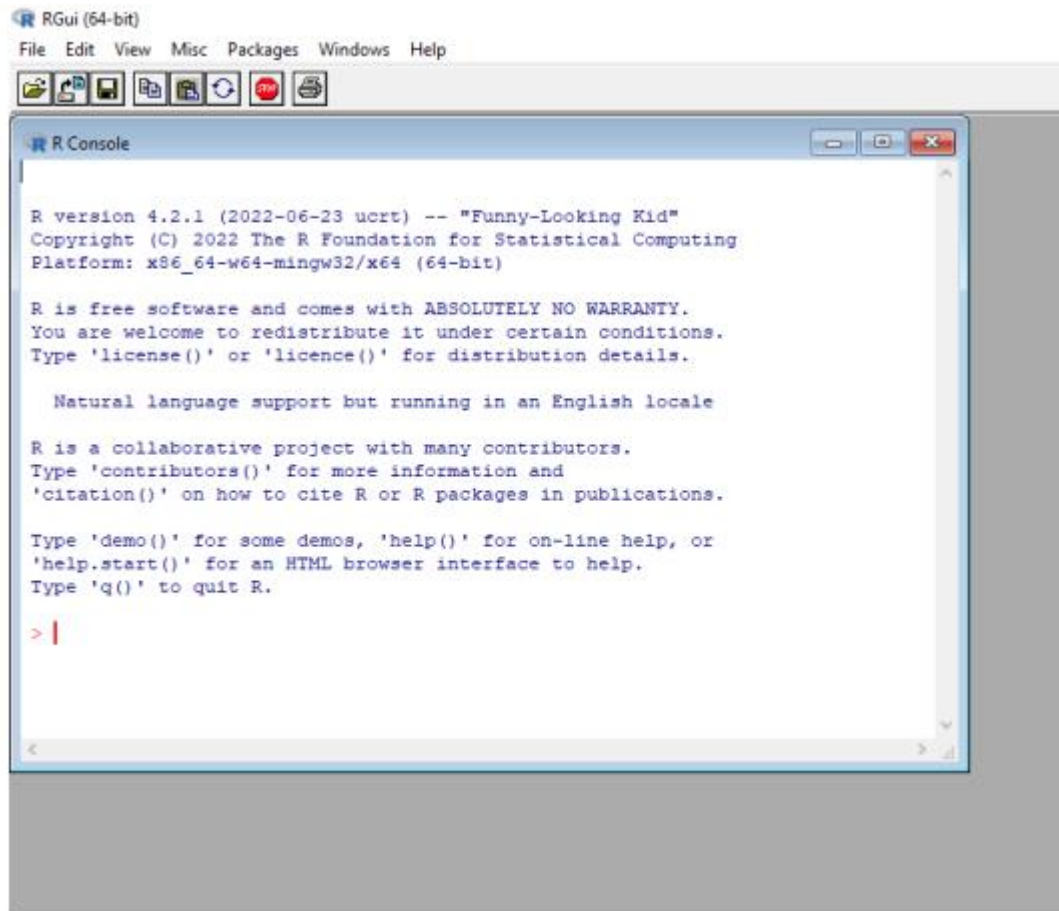 RGui (64-bit)
File Edit View Misc Packages Windows Help
STOP
R Console
R version 4.2.1 (2022-06-23 ucrt) -- "Funny-Looking Kid"
Copyright (C) 2022 The R Foundation for Statistical Computing
Platform: x86_64-w64-mingw32/x64 (64-bit)
R is free software and comes with ABSOLUTELY NO WARRANTY.
You are welcome to redistribute it under certain conditions.
Type 'license()' or 'licence()' for distribution details.
Natural language support but running in an English locale
R is a collaborative project with many contributors.
Type 'contributors()' for more information and
'citation()' on how to cite R or R packages in publications.
Type 'demo()' for some demos, 'help()' for on-line help, or
'help.start()' for an HTML browser interface to help.
Type 'q()' to quit R.
>